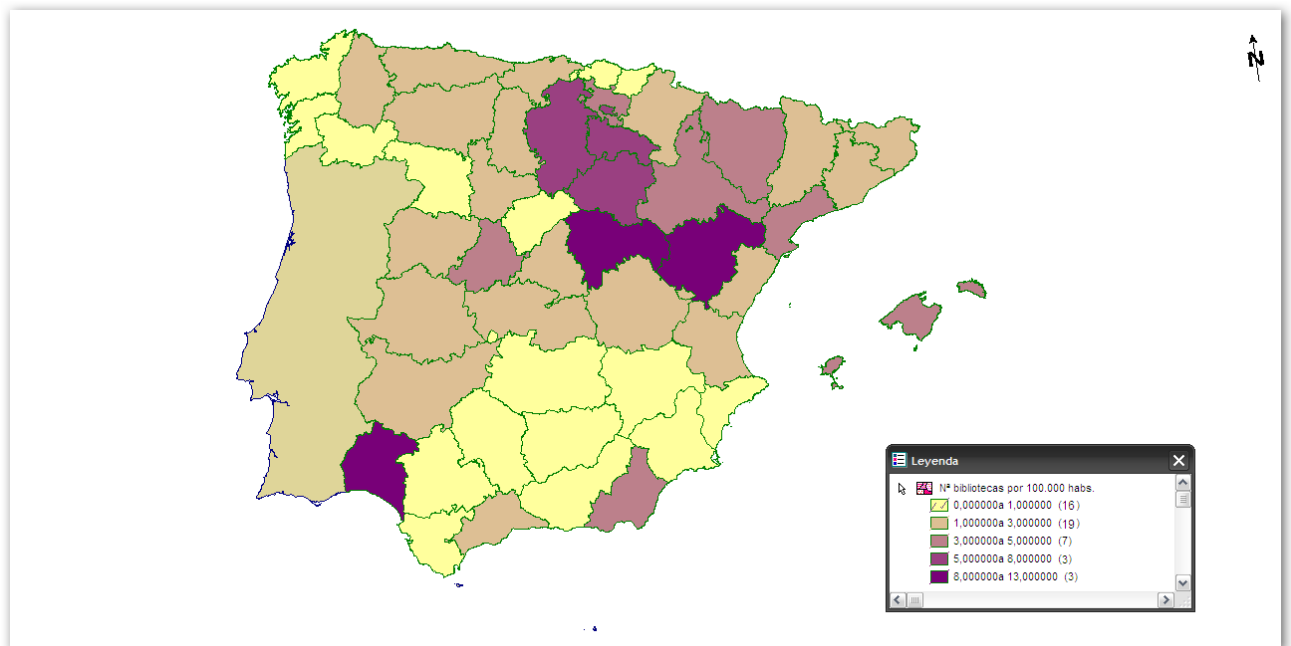 N
Leyenda
Nª bibliotecas por 100.000 habs.
0,000000a 1,000000 (16)
1,000000a 3,000000 (19)
3,000000a 5,000000 (7)
5,000000a 8,000000 (3)
8,000000a 13,000000 (3)